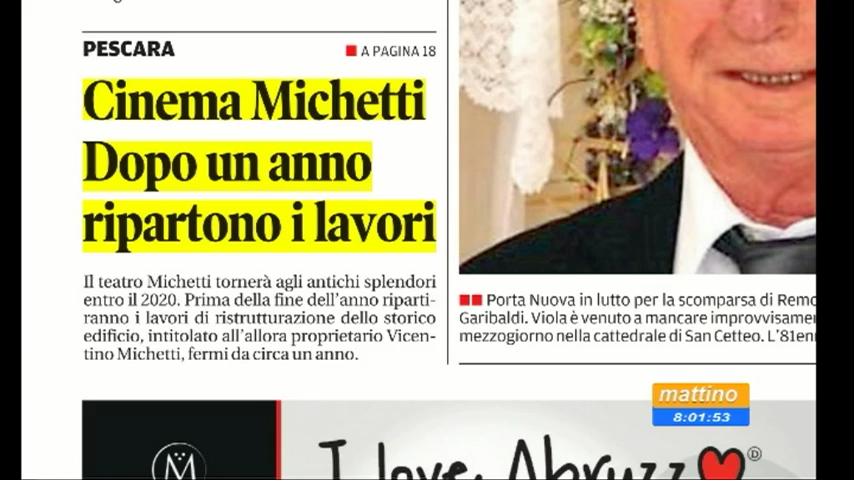 PESCARA
A PAGINA 18
Cinema Michetti
Dopo un anno
ripartono i lavori
Il teatro Michetti tornerà agli antichi splendori
entro il 2020. Prima della fine dell'anno riparti-
ranno i lavori di ristrutturazione dello storico
edificio, intitolato all'allora proprietario Vicen-
tino Michetti, fermi da circa un anno.
Porta Nuova in lutto per la scomparsa di Remo
Garibaldi. Viola è venuto a mancare improvvisamen
mezzogiorno nella cattedrale di San Cetteo. L'81enn
mattino
8:01:53
M
I love Abruzz
D